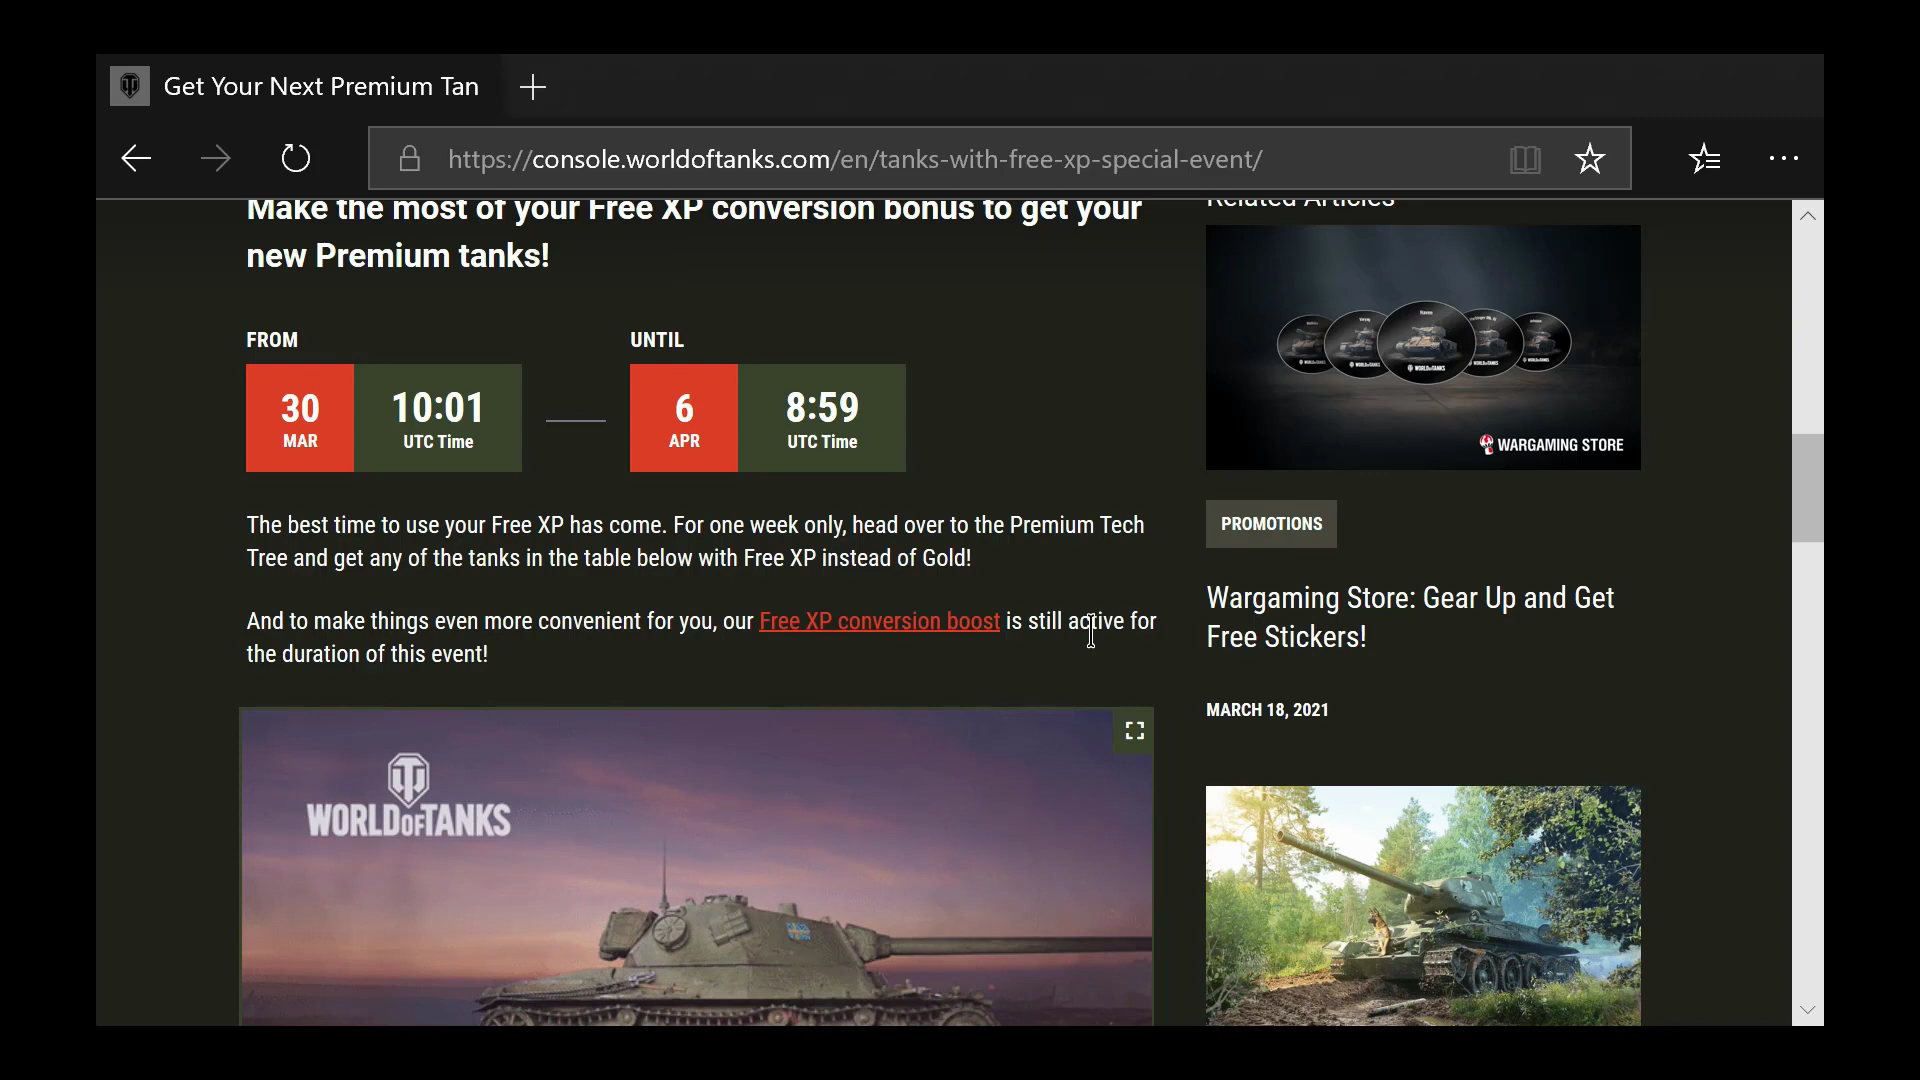 Get Your Next Premium Tan
https://console.worldoftanks.com/en/tanks-with-free-xp-special-event/
Make the most of your Free XP conversion bonus to get your
new Premium tanks!
FROM
30
MAR
10:01
UTC Time
UNTIL
6
APR
8:59
UTC Time
The best time to use your Free XP has come. For one week only, head over to the Premium Tech
Tree and get any of the tanks in the table below with Free XP instead of Gold!
And to make things even more convenient for you, our Free XP conversion boost is still active for
the duration of this event!
WORLD OF TANKS
Related Articles
WORLD OF TANKS
WARGAMING STORE
PROMOTIONS
Wargaming Store: Gear Up and Get
Free Stickers!
MARCH 18, 2021